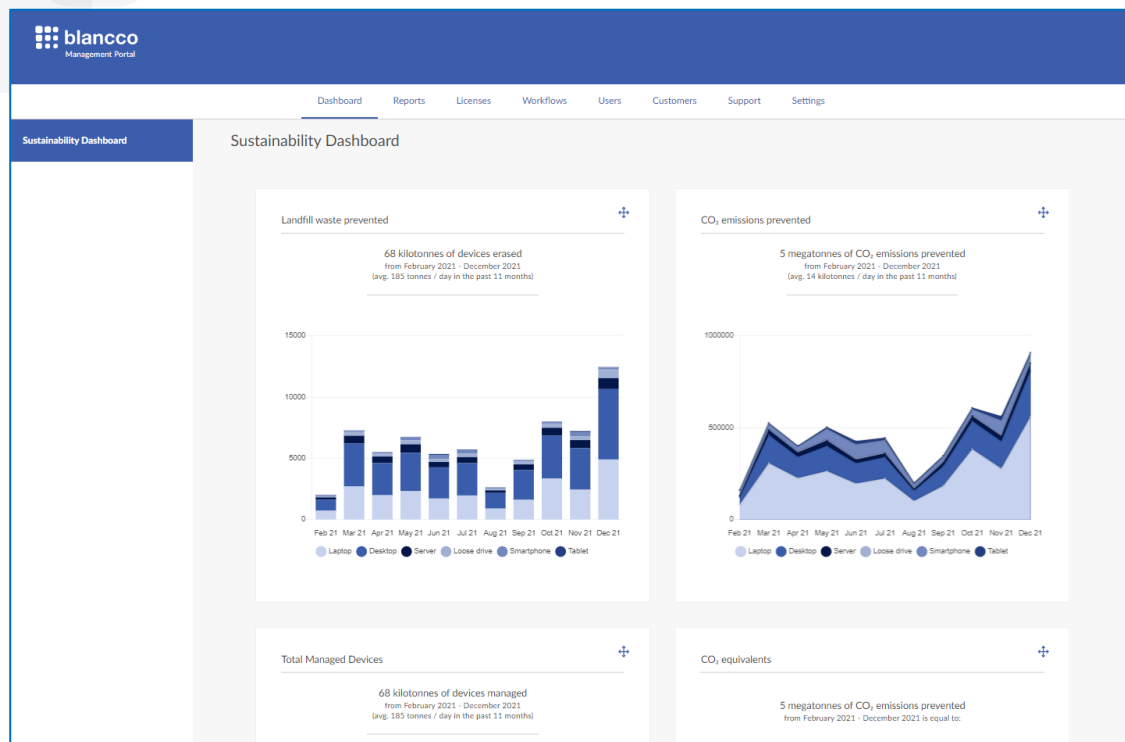 blancco
Management Portal
Dashboard Reports Licenses Workflows Users Customers Support Settings
Sustainability Dashboard
Sustainability Dashboard
Landfill waste prevented
68 kilotonnes of devices erased
from February 2021 - December 2021
(avg. 185 tonnes / day in the past 11 months)
15000
10000
5000
0
Feb 21 Mar 21 Apr 21 May 21 Jun 21 Jul 21 Aug 21 Sep 21 Oct 21 Nov 21 Dec 21
Laptop Desktop Server Loose drive Smartphone Tablet
CO₂ emissions prevented
5 megatonnes of CO₂ emissions prevented
from February 2021 - December 2021
(avg. 14 kilotonnes / day in the past 11 months)
1000000
500000
0
Feb 21 Mar 21 Apr 21 May 21 Jun 21 Jul 21 Aug 21 Sep 21 Oct 21 Nov 21 Dec 21
Laptop Desktop Server Loose drive Smartphone Tablet
Total Managed Devices
68 kilotonnes of devices managed
from February 2021 - December 2021
(avg. 185 tonnes / day in the past 11 months)
CO₂ equivalents
5 megatonnes of CO₂ emissions prevented
from February 2021 - December 2021 is equal to: